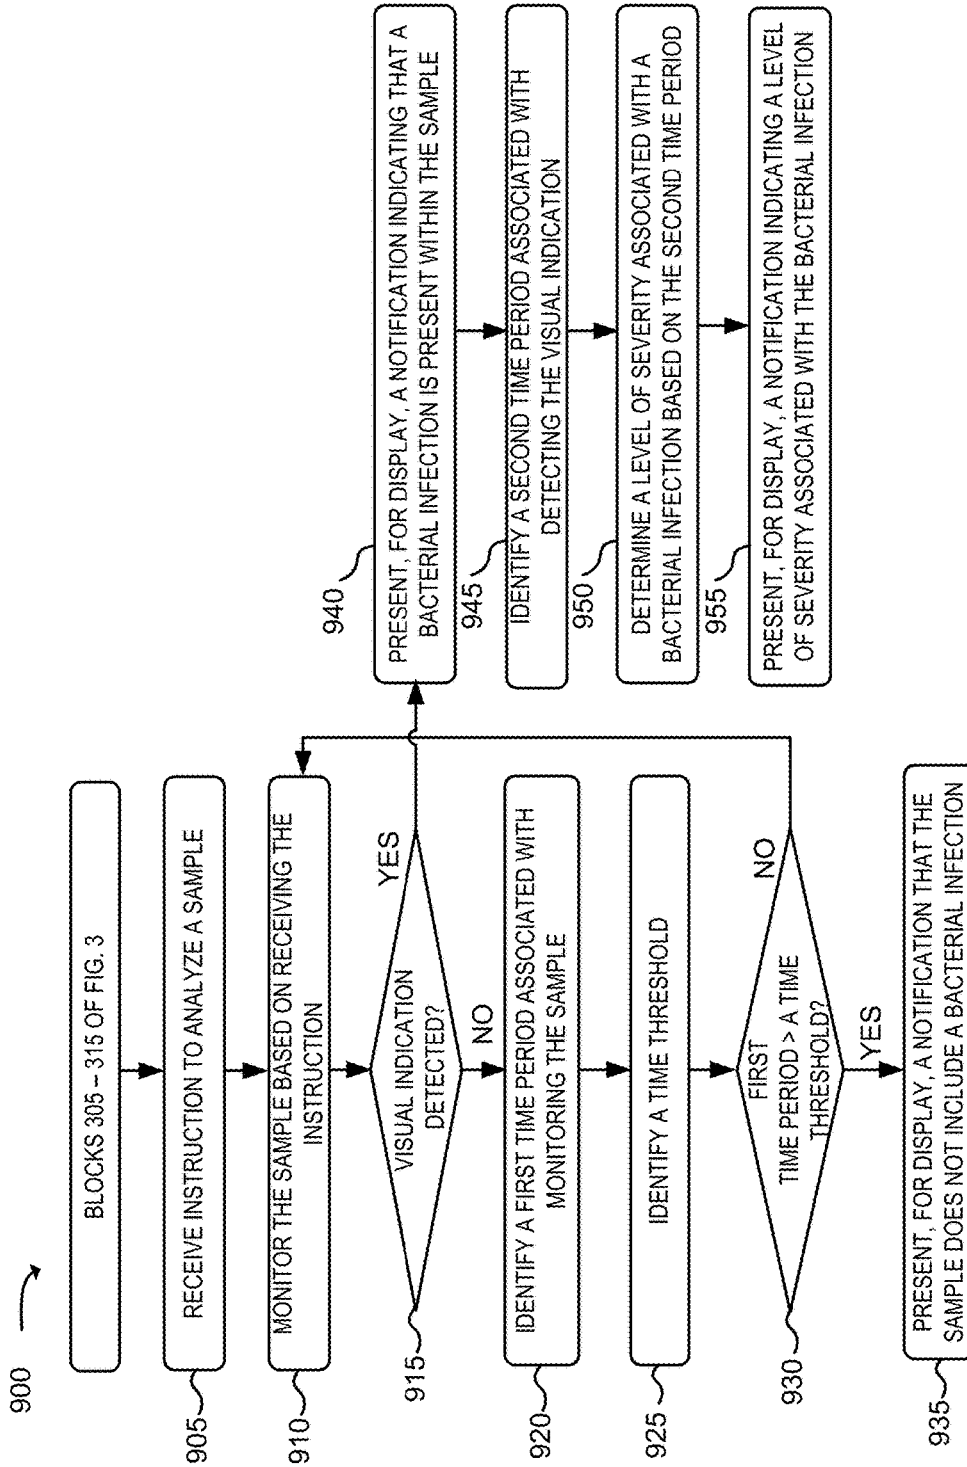 900
BLOCKS 305 – 315 OF FIG. 3
905
RECEIVE INSTRUCTION TO ANALYZE A SAMPLE
910
MONITOR THE SAMPLE BASED ON RECEIVING THE
INSTRUCTION
915
VISUAL INDICATION
DETECTED?
YES
NO
920
IDENTIFY A FIRST TIME PERIOD ASSOCIATED WITH
MONITORING THE SAMPLE
925
IDENTIFY A TIME THRESHOLD
930
FIRST
TIME PERIOD > A TIME
THRESHOLD?
NO
YES
935
PRESENT, FOR DISPLAY, A NOTIFICATION THAT THE
SAMPLE DOES NOT INCLUDE A BACTERIAL INFECTION
940
PRESENT, FOR DISPLAY, A NOTIFICATION INDICATING THAT A
BACTERIAL INFECTION IS PRESENT WITHIN THE SAMPLE
945
IDENTIFY A SECOND TIME PERIOD ASSOCIATED WITH
DETECTING THE VISUAL INDICATION
950
DETERMINE A LEVEL OF SEVERITY ASSOCIATED WITH A
BACTERIAL INFECTION BASED ON THE SECOND TIME PERIOD
955
PRESENT, FOR DISPLAY, A NOTIFICATION INDICATING A LEVEL
OF SEVERITY ASSOCIATED WITH THE BACTERIAL INFECTION